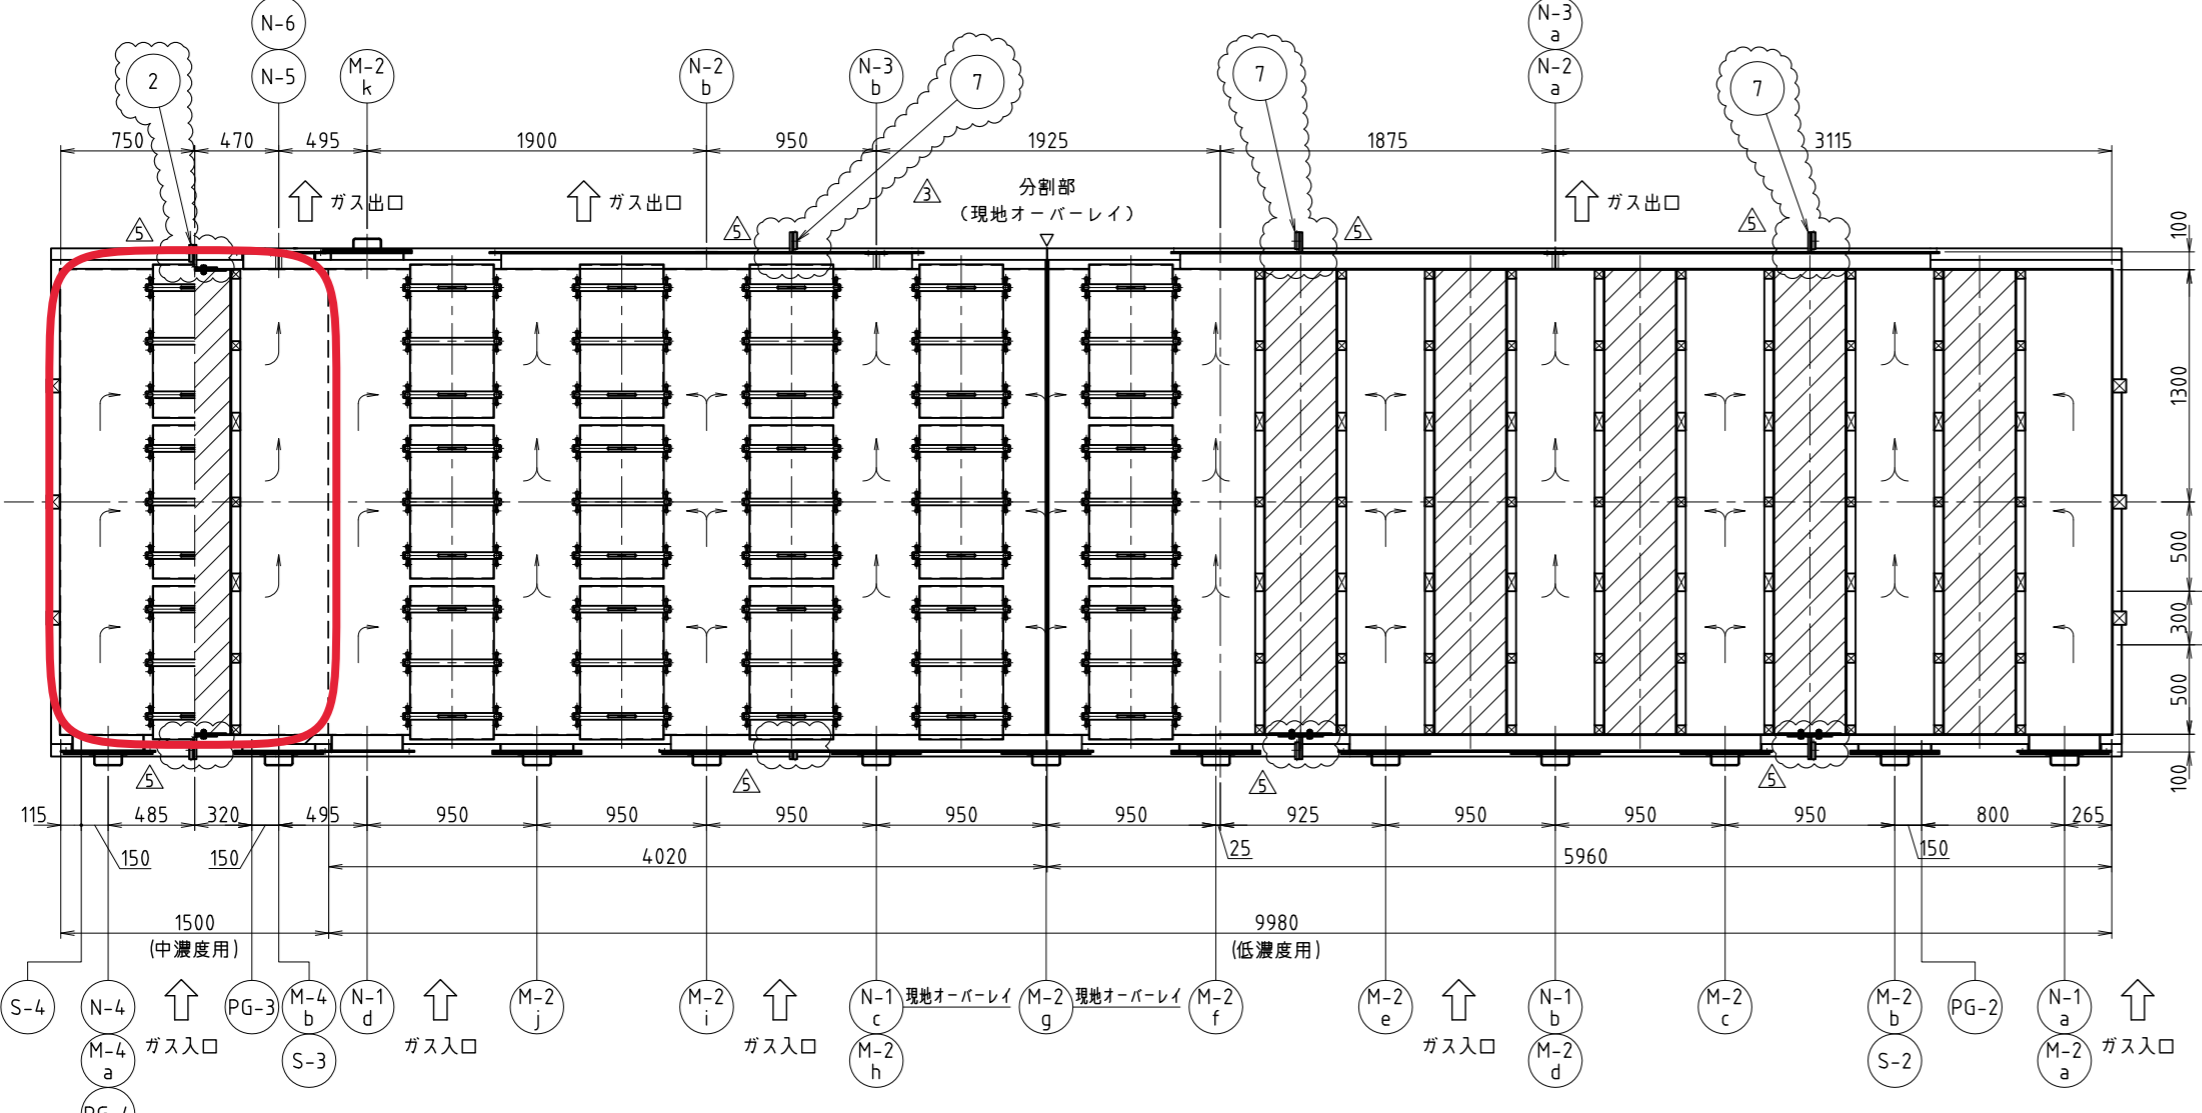 N-6
N-3
a
2
N-5
M-2
k
N-2
b
N-3
b
7
7
N-2
a
7
750
470
495
1900
950
1925
1875
3115
ガス出口
ガス出口
3
分割部
(現地オーバーレイ)
ガス出口
100
5
5
5
5
1300
500
300
500
100
5
5
5
5
115
485
320
495
950
950
950
950
950
925
950
950
950
800
265
150
150
25
150
4020
5960
1500
(中濃度用)
9980
(低濃度用)
S-4
N-4
PG-3
M-4
b
N-1
d
M-2
j
M-2
i
N-1
c
現地オーバーレイ
M-2
g
現地オーバーレイ
M-2
f
M-2
e
N-1
b
M-2
c
M-2
b
PG-2
N-1
a
ガス入口
ガス入口
ガス入口
ガス入口
ガス入口
M-4
a
S-3
M-2
h
M-2
d
S-2
M-2
a
PG-4